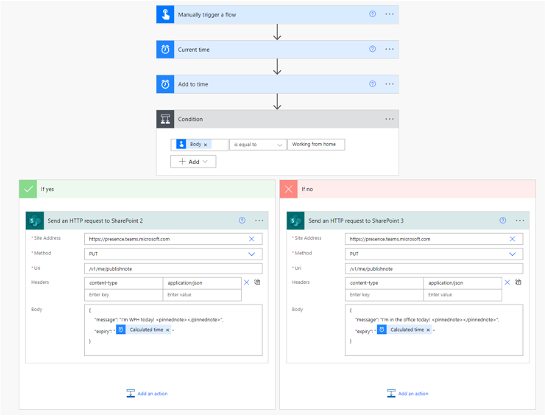 Manually trigger a flow
Current time
Add to time
Condition
Body × is equal to Working from home
+ Add
If yes
Send an HTTP request to SharePoint 2
* Site Address https://presence.teams.microsoft.com
* Method PUT
* Uri /v1/me/publishnote
Headers content-type application/json
Enter key Enter value
Body {
"message": "I'm WFH today! <pinnednote></pinnednote>",
"expiry": " Calculated time × "
}
Add an action
If no
Send an HTTP request to SharePoint 3
* Site Address https://presence.teams.microsoft.com
* Method PUT
* Uri /v1/me/publishnote
Headers content-type application/json
Enter key Enter value
Body {
"message": "I'm in the office today! <pinnednote></pinnednote>",
"expiry": " Calculated time × "
}
Add an action